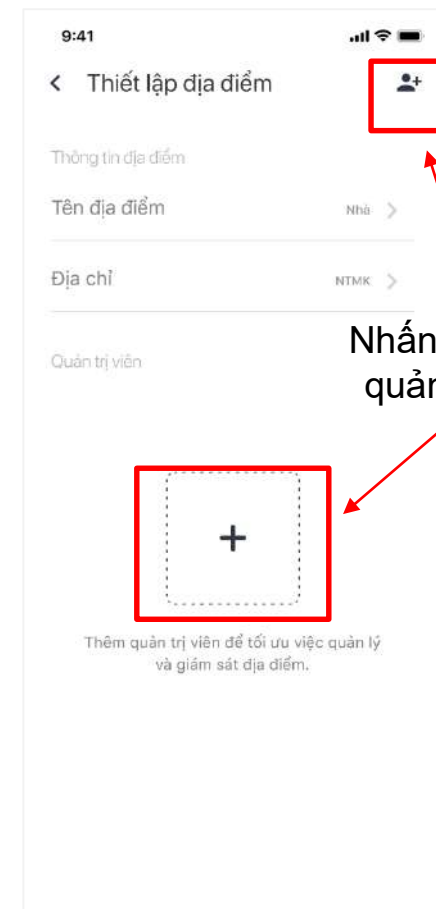 9:41
Thiết lập địa điểm
Thông tin địa điểm
Tên địa điểm
Nhà
Địa chỉ
NTMK
Nhấn
quản
Quản trị viên
+
Thêm quản trị viên để tối ưu việc quản lý
và giám sát địa điểm.